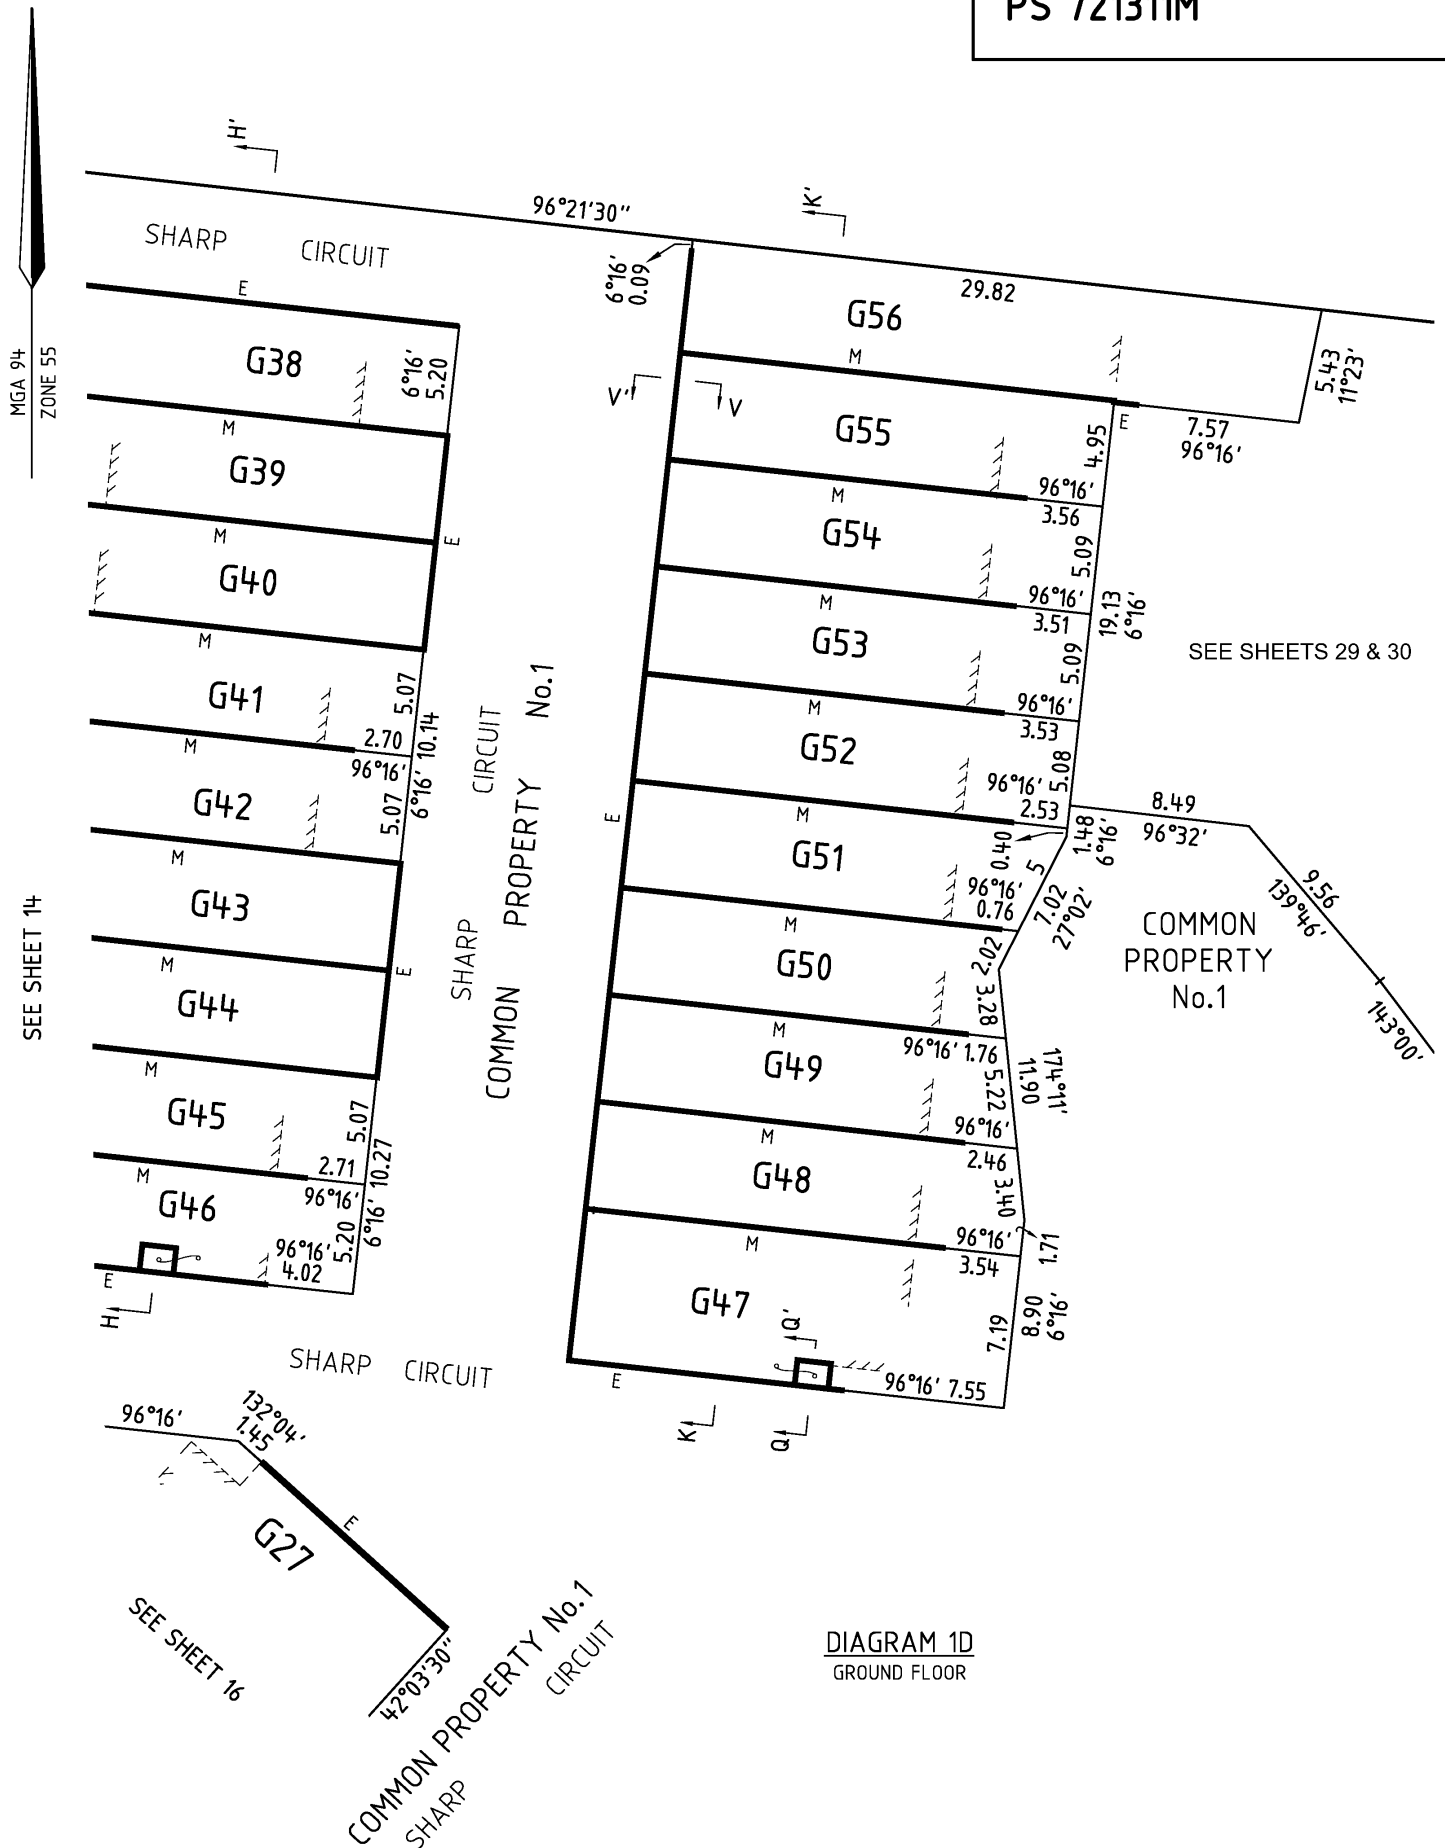 PS 721311M
MGA 94
ZONE 55
H'
K'
96°21'30"
SHARP CIRCUIT
6°16'
0.09
29.82
E
G56
M
G38
6°16'
5.20
5.43
11°23'
V'
V
M
E
7.57
96°16'
G39
G55
4.95
M
96°16'
3.56
M
E
G54
5.09
G40
M
96°16'
3.51
19.13
6°16'
M
G53
5.09
SEE SHEETS 29 & 30
G41
5.07
M
96°16'
3.53
M
2.70
96°16'
10.14
6°16'
G52
5.08
G42
5.07
M
96°16'
2.53
8.49
96°32'
1.48
6°16'
0.40
M
E
G51
5
7.02
27°02'
9.56
139°46'
96°16'
0.76
G43
M
COMMON
PROPERTY
No.1
143°00'
SEE SHEET 14
M
E
G50
2.02
3.28
G44
M
96°16' 1.76
SHARP CIRCUIT
COMMON PROPERTY No.1
M
G49
5.22
11.90
174°11'
G45
5.07
M
96°16'
2.46
M
2.71
96°16'
10.27
6°16'
G48
3.40
G46
5.20
M
96°16'
3.54
1.71
96°16'
4.02
E
H
G47
Q'
7.19
8.90
6°16'
SHARP CIRCUIT
E
96°16' 7.55
K
Q
96°16'
132°04'
1.45
E
G27
SEE SHEET 16
42°03'30"
COMMON PROPERTY No.1
SHARP CIRCUIT
DIAGRAM 1D
GROUND FLOOR